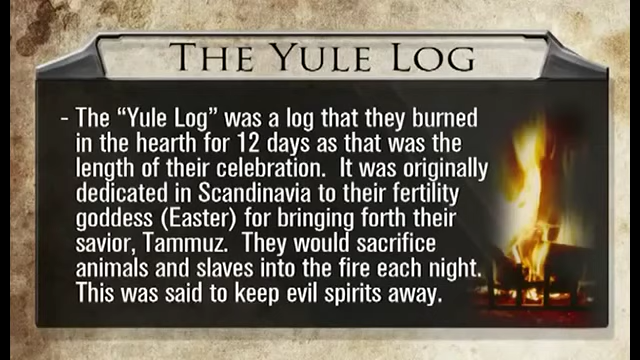 THE YULE LOG
- The “Yule Log” was a log that they burned
in the hearth for 12 days as that was the
length of their celebration.  It was originally
dedicated in Scandinavia to their fertility
goddess (Easter) for bringing forth their
savior, Tammuz.  They would sacrifice
animals and slaves into the fire each night.
This was said to keep evil spirits away.